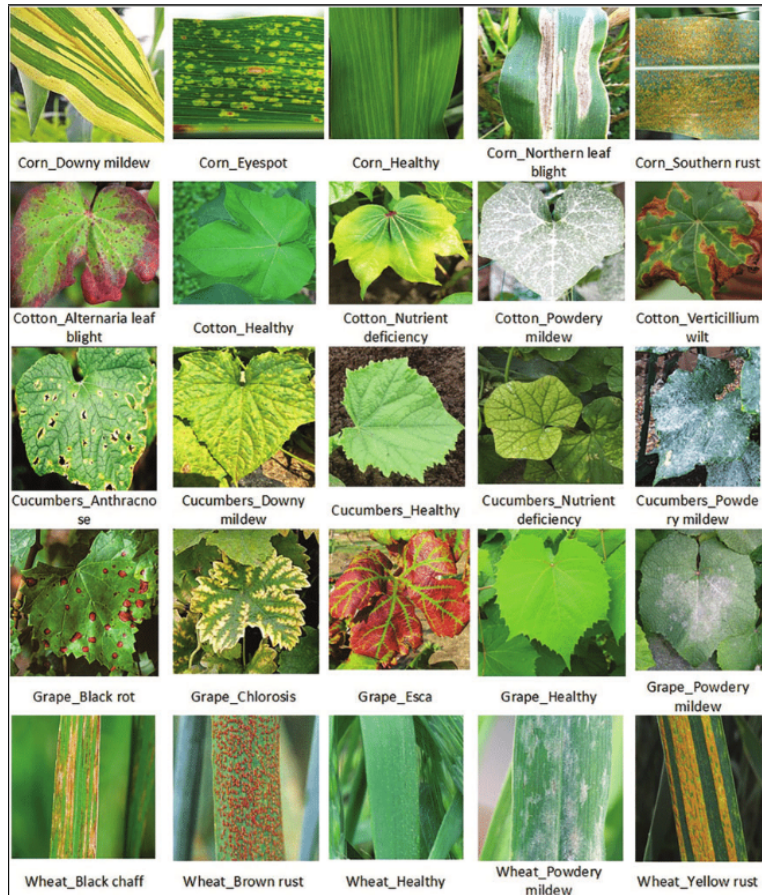 Corn_Downy mildew
Corn_Eyespot
Corn_Healthy
Corn_Northern leaf
blight
Corn_Southern rust
Cotton_Alternaria leaf
blight
Cotton_Healthy
Cotton_Nutrient
deficiency
Cotton_Powdery
mildew
Cotton_Verticillium
wilt
Cucumbers_Anthracno
se
Cucumbers_Downy
mildew
Cucumbers_Healthy
Cucumbers_Nutrient
deficiency
Cucumbers_Powde
ry mildew
Grape_Black rot
Grape_Chlorosis
Grape_Esca
Grape_Healthy
Grape_Powdery
mildew
Wheat_Black chaff
Wheat_Brown rust
Wheat_Healthy
Wheat_Powdery
mildew
Wheat_Yellow rust